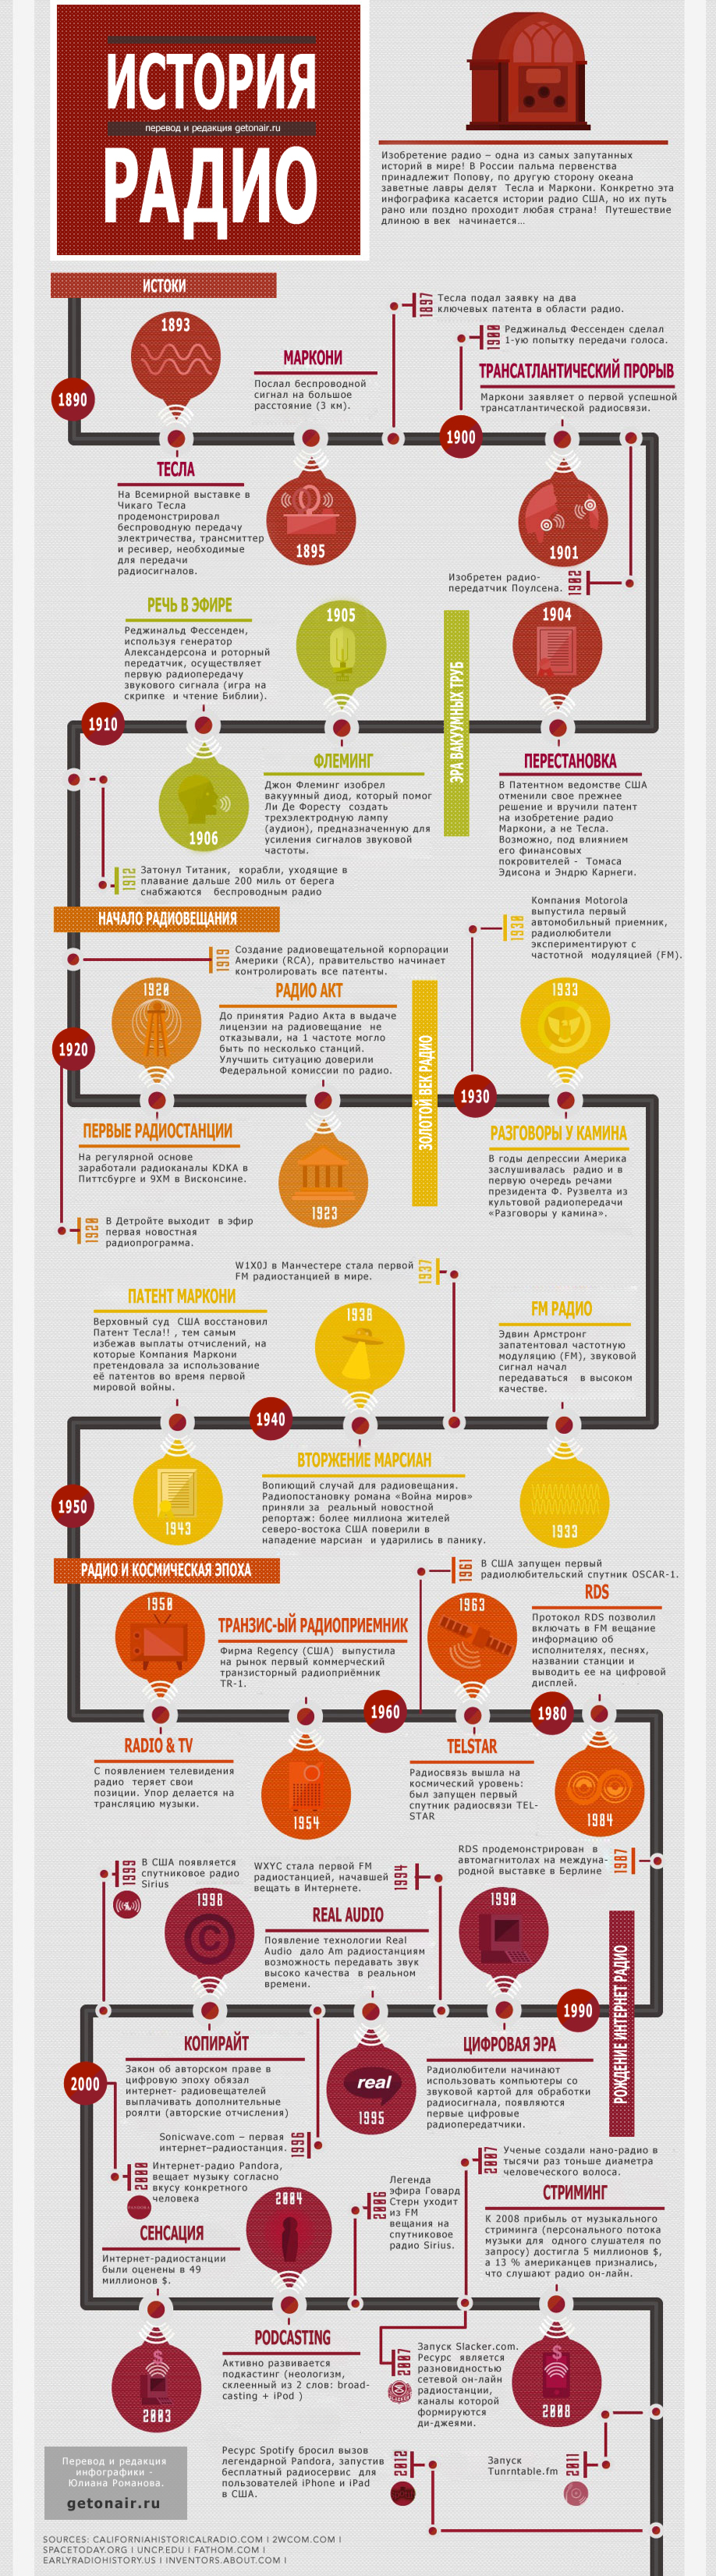 ИСТОРИЯ
перевод и редакция getonair.ru
РАДИО
Изобретение радио – одна из самых запутанных
историй в мире! В России пальма первенства
принадлежит Попову, по другую сторону океана
заветные лавры делят Тесла и Маркони. Конкретно эта
инфографика касается истории радио США, но их путь
рано или поздно проходит любая страна! Путешествие
длиною в век начинается...
ИСТОКИ
1897
Тесла подал заявку на два
ключевых патента в области радио.
1900
Реджинальд Фессенден сделал
1-ую попытку передачи голоса.
1893
МАРКОНИ
Послал беспроводной
сигнал на большое
расстояние (3 км).
ТРАНСАТЛАНТИЧЕСКИЙ ПРОРЫВ
Маркони заявляет о первой успешной
трансатлантической радиосвязи.
1890
1900
ТЕСЛА
На Всемирной выставке в
Чикаго Тесла
продемонстрировал
беспроводную передачу
электричества, трансмиттер
и ресивер, необходимые
для передачи
радиосигналов.
1895
1901
Изобретен радио-
передатчик Поулсена.
1902
РЕЧЬ В ЭФИРЕ
Реджинальд Фессенден,
используя генератор
Александерсона и роторный
передатчик, осуществляет
первую радиопередачу
звукового сигнала (игра на
скрипке и чтение Библии).
1905
1904
ЭРА ВАКУУМНЫХ ТРУБ
1910
1906
ФЛЕМИНГ
Джон Флеминг изобрел
вакуумный диод, который помог
Ли Де Форесту создать
трехэлектродную лампу
(аудион), предназначенную для
усиления сигналов звуковой
частоты.
ПЕРЕСТАНОВКА
В Патентном ведомстве США
отменили свое прежнее
решение и вручили патент
на изобретение радио
Маркони, а не Тесла.
Возможно, под влиянием
его финансовых
покровителей - Томаса
Эдисона и Эндрю Карнеги.
1912
Затонул Титаник, корабли, уходящие в
плавание дальше 200 миль от берега
снабжаются беспроводным радио
НАЧАЛО РАДИОВЕЩАНИЯ
1930
Компания Motorola
выпустила первый
автомобильный приемник,
радиолюбители
экспериментируют с
частотной модуляцией (FM).
1919
Создание радиовещательной корпорации
Америки (RCA), правительство начинает
контролировать все патенты.
1920
РАДИО АКТ
До принятия Радио Акта в выдаче
лицензии на радиовещание не
отказывали, на 1 частоте могло
быть по несколько станций.
Улучшить ситуацию доверили
Федеральной комиссии по радио.
ЗОЛОТОЙ ВЕК РАДИО
1933
1920
1930
ПЕРВЫЕ РАДИОСТАНЦИИ
На регулярной основе
заработали радиоканалы KDKA в
Питтсбурге и 9XM в Висконсине.
1923
РАЗГОВОРЫ У КАМИНА
В годы депрессии Америка
заслушивалась радио и в
первую очередь речами
президента Ф. Рузвелта из
культовой радиопередачи
«Разговоры у камина».
1920
В Детройте выходит в эфир
первая новостная
радиопрограмма.
W1XOJ в Манчестере стала первой
FM радиостанцией в мире.
1937
ПАТЕНТ МАРКОНИ
Верховный суд США восстановил
Патент Тесла!! , тем самым
избежав выплаты отчислений, на
которые Компания Маркони
претендовала за использование
её патентов во время первой
мировой войны.
1938
FM РАДИО
Эдвин Армстронг
запатентовал частотную
модуляцию (FM), звуковой
сигнал начал
передаваться в высоком
качестве.
1940
1950
1943
ВТОРЖЕНИЕ МАРСИАН
Вопиющий случай для радиовещания.
Радиопостановку романа «Война миров»
приняли за реальный новостной
репортаж: более миллиона жителей
северо-востока США поверили в
нападение марсиан и ударились в панику.
1933
РАДИО И КОСМИЧЕСКАЯ ЭПОХА
1961
В США запущен первый
радиолюбительский спутник OSCAR-1.
1950
ТРАНЗИС-ЫЙ РАДИОПРИЕМНИК
Фирма Regency (США) выпустила
на рынок первый коммерческий
транзисторный радиоприёмник
TR-1.
1963
RDS
Протокол RDS позволил
включать в FM вещание
информацию об
исполнителях, песнях,
названии станции и
выводить ее на цифровой
дисплей.
1960
1980
RADIO & TV
С появлением телевидения
радио теряет свои
позиции. Упор делается на
трансляцию музыки.
1954
TELSTAR
Радиосвязь вышла на
космический уровень:
был запущен первый
спутник радиосвязи TEL-
STAR
1984
RDS продемонстрирован в
автомагнитолах на междуна-
родной выставке в Берлине
1987
1999
В США появляется
спутниковое радио
Sirius
WXYC стала первой FM
радиостанцией, начавшей
вещать в Интернете.
1994
1998
REAL AUDIO
Появление технологии Real
Audio дало Am радиостанциям
возможность передавать звук
высоко качества в реальном
времени.
1990
РОЖДЕНИЕ ИНТЕРНЕТ РАДИО
1990
2000
КОПИРАЙТ
Закон об авторском праве в
цифровую эпоху обязал
интернет- радиовещателей
выплачивать дополнительные
роялти (авторские отчисления)
real
1995
ЦИФРОВАЯ ЭРА
Радиолюбители начинают
использовать компьютеры со
звуковой картой для обработки
радиосигнала, появляются
первые цифровые
радиопередатчики.
Sonicwave.com – первая
интернет–радиостанция.
1996
2000
Интернет-радио Pandora,
вещает музыку согласно
вкусу конкретного
человека
PANDORA
2007
Ученые создали нано-радио в
тысячи раз тоньше диаметра
человеческого волоса.
2006
Легенда
эфира Говард
Стерн уходит
из FM
вещания на
спутниковое
радио Sirius.
СТРИМИНГ
К 2008 прибыль от музыкального
стриминга (персонального потока
музыки для одного слушателя по
запросу) достигла 5 миллионов $,
а 13 % американцев признались,
что слушают радио он-лайн.
СЕНСАЦИЯ
Интернет-радиостанции
были оценены в 49
миллионов $.
2004
2003
PODCASTING
Активно развивается
подкастинг (неологизм,
склеенный из 2 слов: broad-
casting + iPod )
2007
Запуск Slacker.com.
Ресурс является
разновидностью
сетевой он-лайн
радиостанции,
каналы которой
формируются
ди-джеями.
2008
Перевод и редакция
инфографики -
Юлиана Романова.
getonair.ru
Ресурс Spotify бросил вызов
легендарной Pandora, запустив
бесплатный радиосервис для
пользователей iPhone и iPad
в США.
2012
Запуск
Tunrntable.fm
2011
SOURCES: CALIFORNIAHISTORICALRADIO.COM I 2WCOM.COM I
SPACETODAY.ORG I UNCP.EDU I FATHOM.COM I
EARLYRADIOHISTORY.US I INVENTORS.ABOUT.COM I